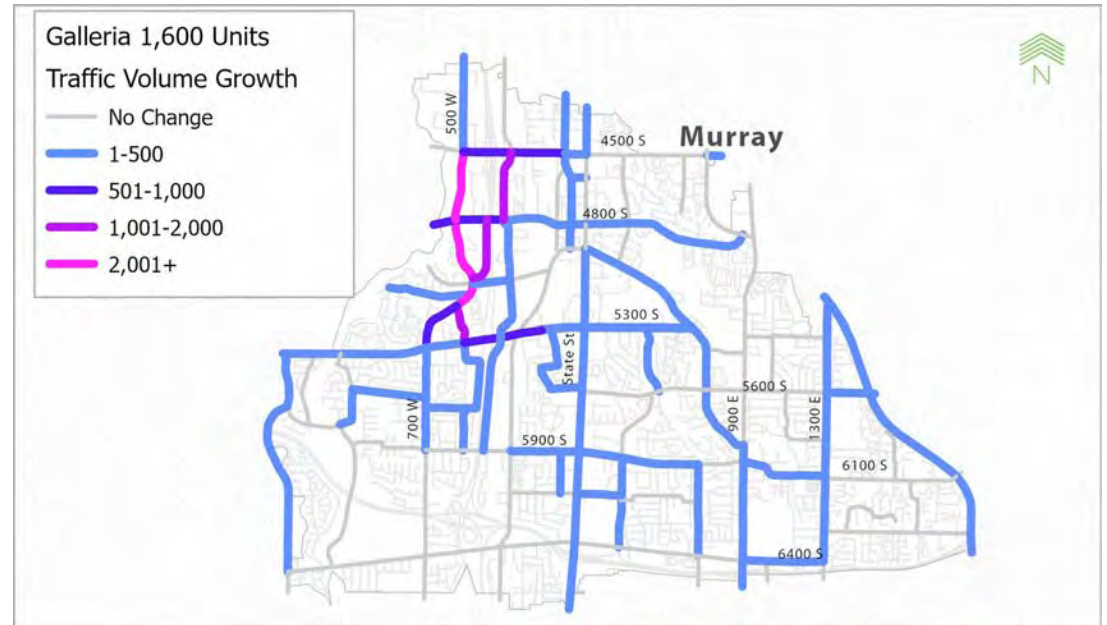 Galleria 1,600 Units
Traffic Volume Growth
No Change
1-500
501-1,000
1,001-2,000
2,001+
N
Murray
500 W
4500 S
4800 S
5300 S
State St
5600 S
700 W
900 E
1300 E
5900 S
6100 S
6400 S